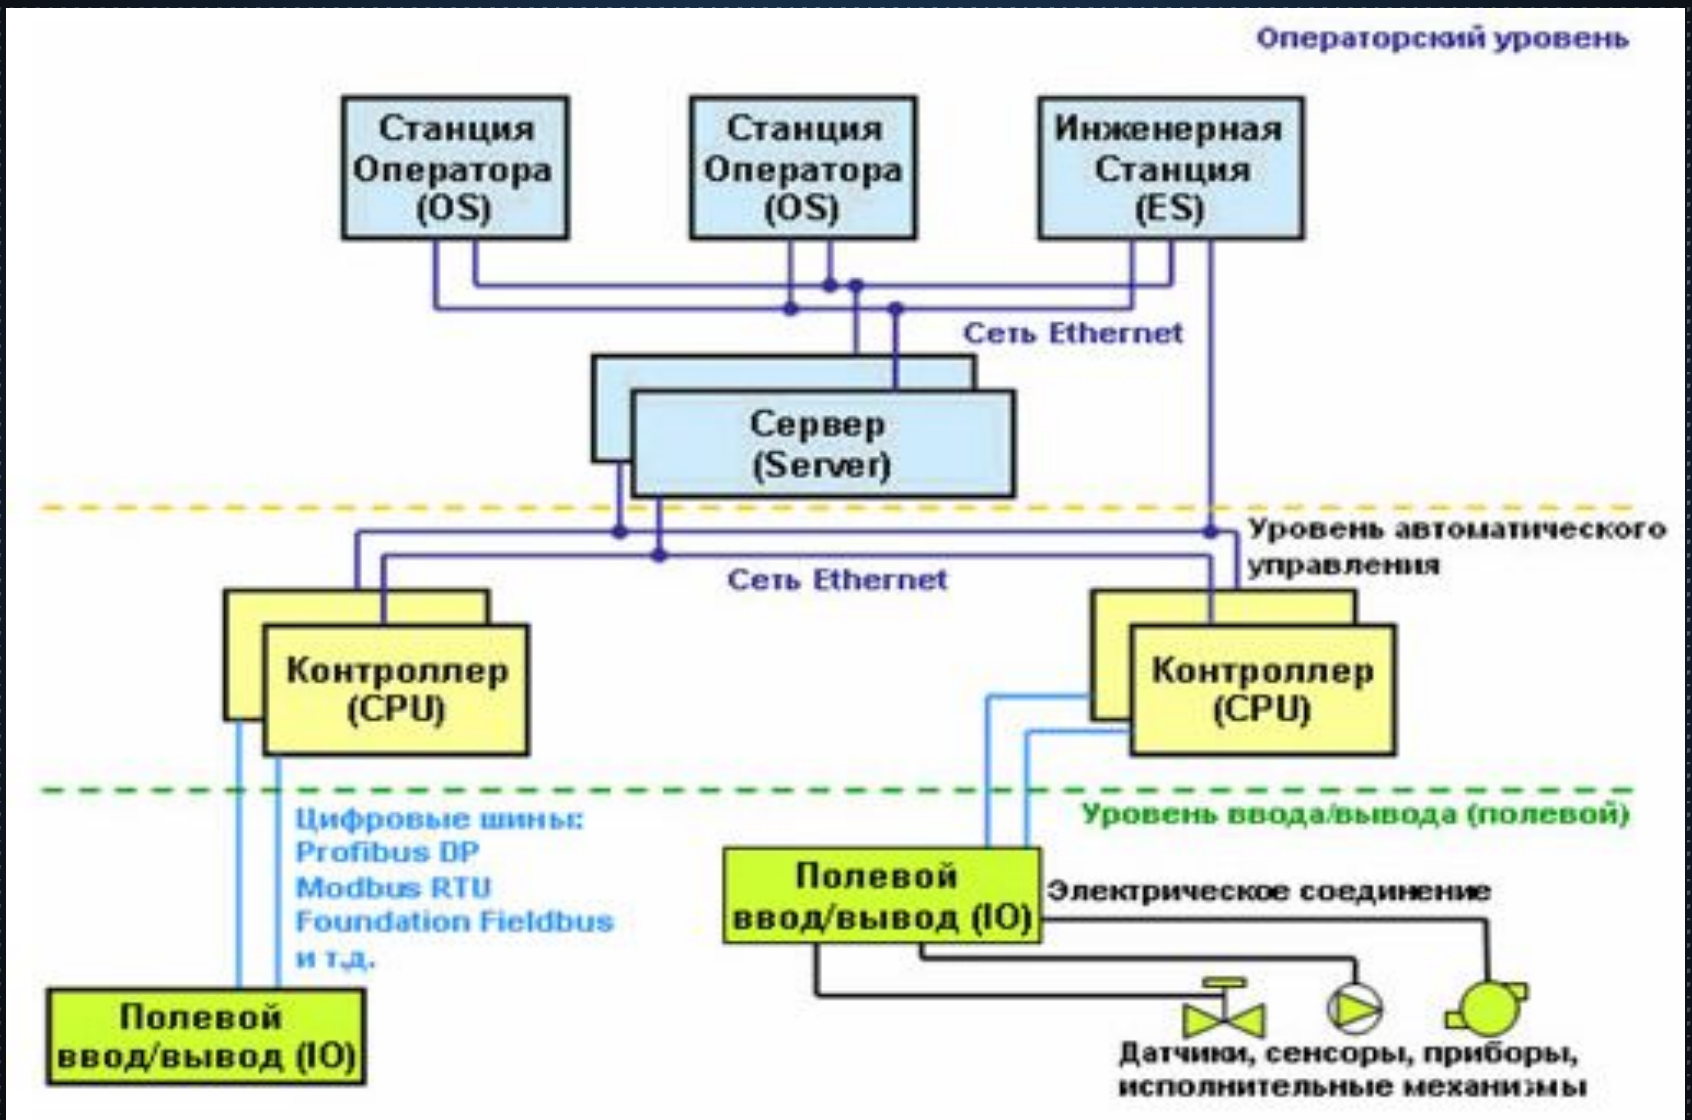 Операторский уровень
Станция
Оператора
(OS)
Станция
Оператора
(OS)
Инженерная
Станция
(ES)
Сеть Ethernet
Сервер
(Server)
Уровень автоматического
управления
Сеть Ethernet
Контроллер
(CPU)
Контроллер
(CPU)
Уровень ввода/вывода (полевой)
Цифровые шины:
Profibus DP
Modbus RTU
Foundation Fieldbus
и т.д.
Полевой
ввод/вывод (IO)
Электрическое соединение
Полевой
ввод/вывод (IO)
Датчики, сенсоры, приборы,
исполнительные механизмы